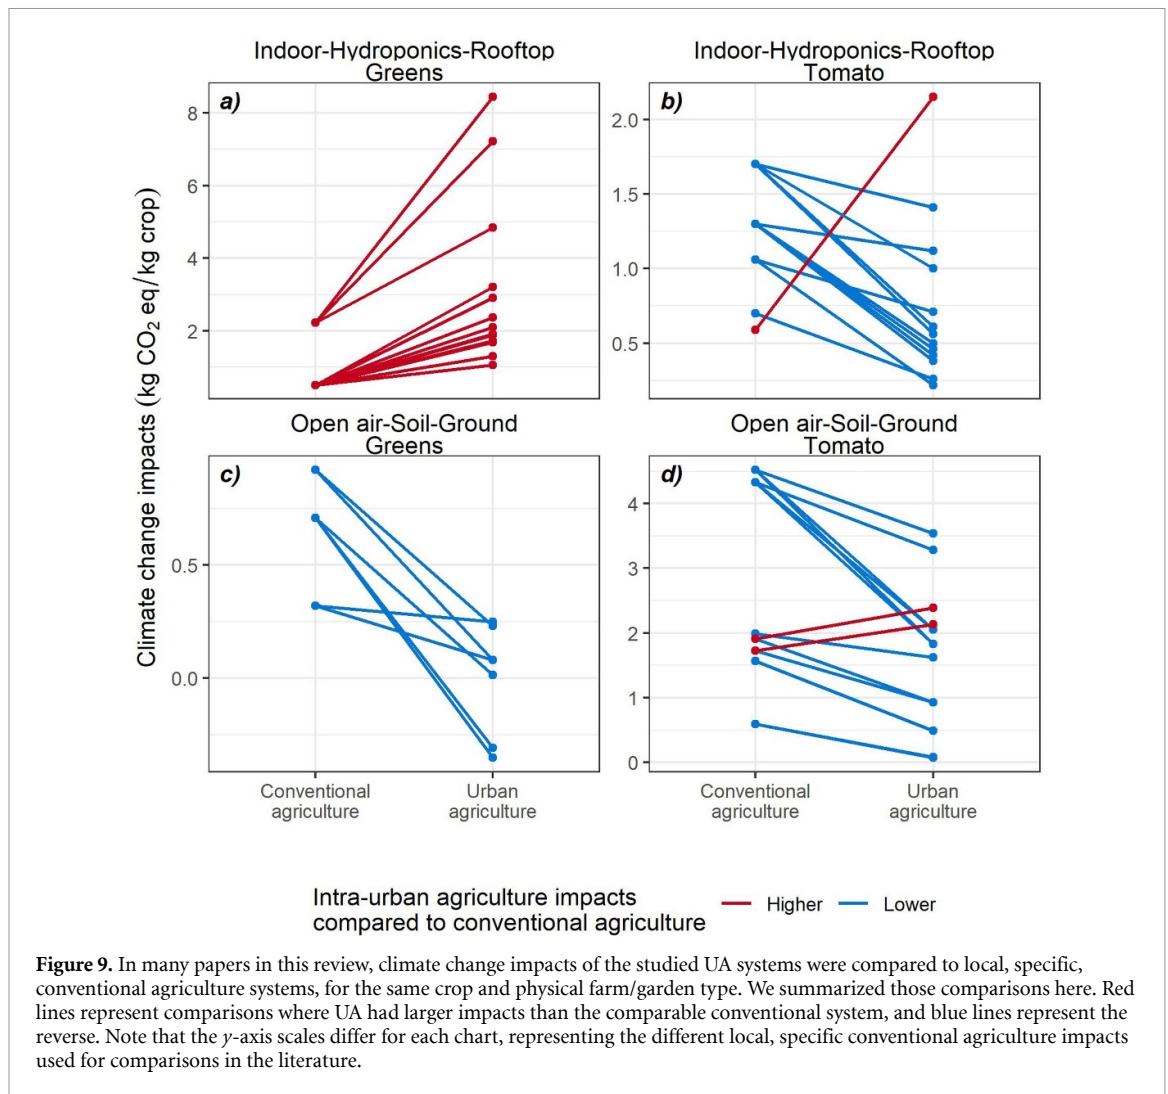 Indoor-Hydroponics-Rooftop
Greens
a)
8
6
4
2
Indoor-Hydroponics-Rooftop
Tomato
b)
2.0
1.5
1.0
0.5
Climate change impacts (kg CO₂ eq/kg crop)
Open air-Soil-Ground
Greens
c)
0.5
0.0
Conventional
agriculture
Urban
agriculture
Open air-Soil-Ground
Tomato
d)
4
3
2
1
0
Conventional
agriculture
Urban
agriculture
Intra-urban agriculture impacts
compared to conventional agriculture
Higher
Lower
Figure 9. In many papers in this review, climate change impacts of the studied UA systems were compared to local, specific,
conventional agriculture systems, for the same crop and physical farm/garden type. We summarized those comparisons here. Red
lines represent comparisons where UA had larger impacts than the comparable conventional system, and blue lines represent the
reverse. Note that the y-axis scales differ for each chart, representing the different local, specific conventional agriculture impacts
used for comparisons in the literature.